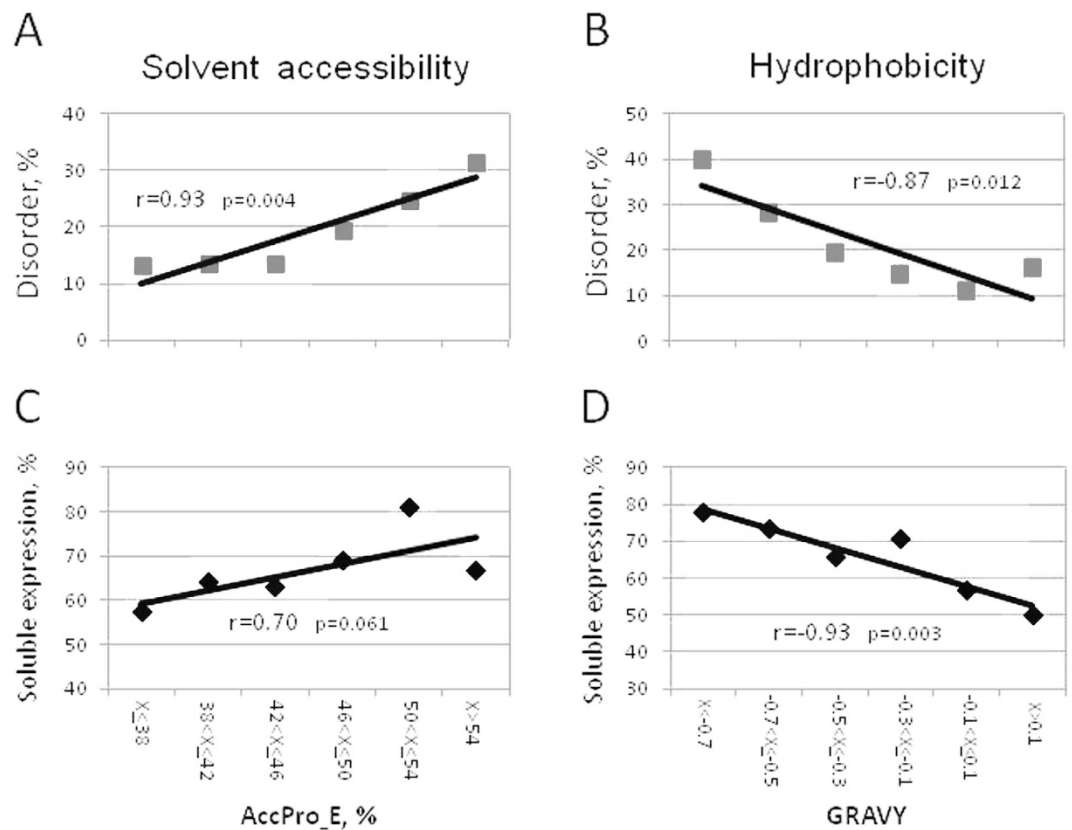 A
Solvent accessibility
Disorder, %
40
30
20
10
0
r=0.93 p=0.004
B
Hydrophobicity
Disorder, %
50
40
30
20
10
0
r=-0.87 p=0.012
C
Soluble expression, %
90
80
70
60
50
40
r=0.70 p=0.061
X≤38
38<X≤42
42<X≤46
46<X≤50
50<X≤54
X>54
AccPro_E, %
D
Soluble expression, %
90
80
70
60
50
40
30
r=-0.93 p=0.003
X<-0.7
-0.7<X≤-0.5
-0.5<X≤-0.3
-0.3<X≤-0.1
-0.1<X≤0.1
X>0.1
GRAVY